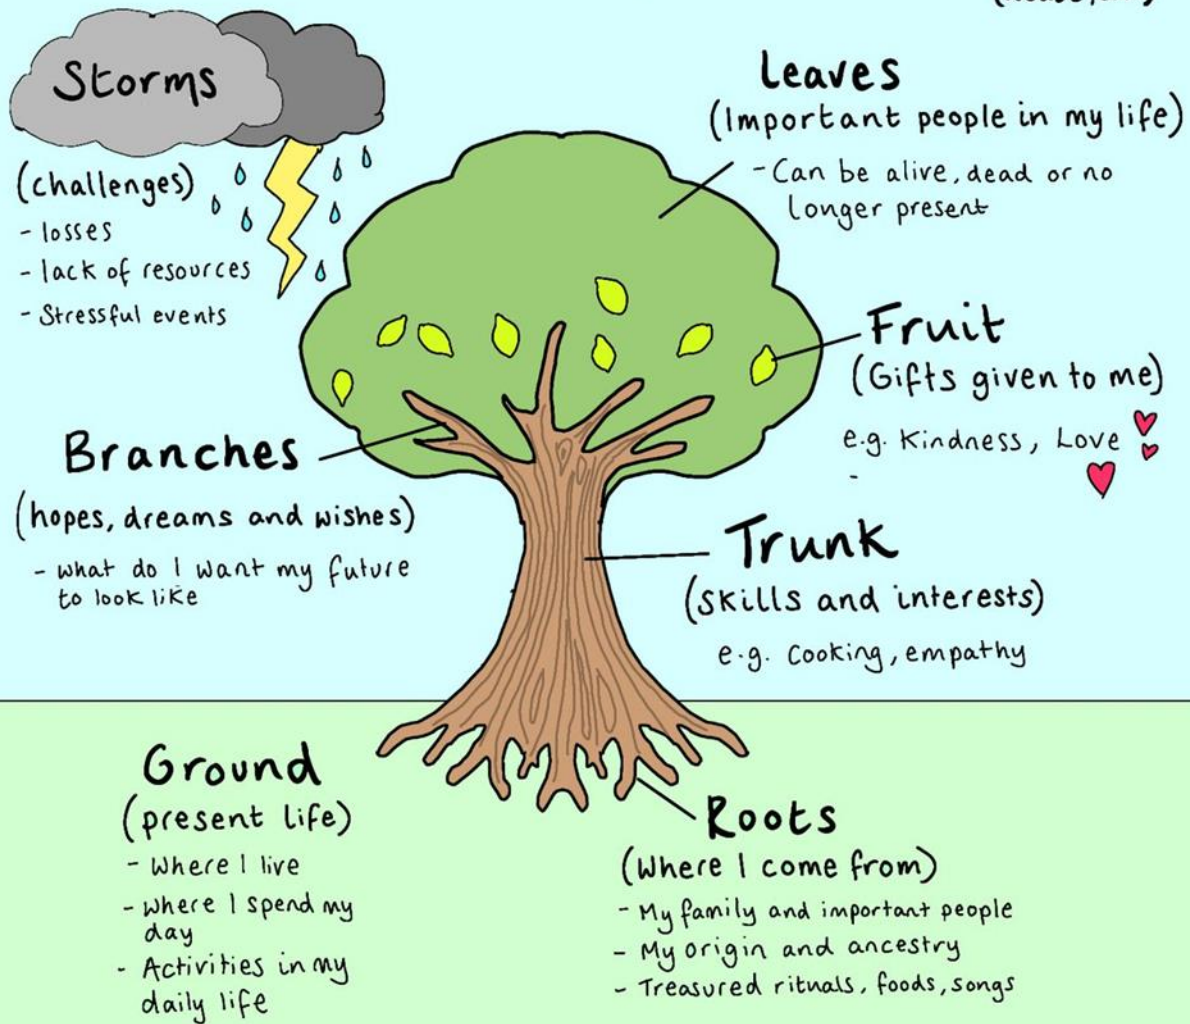 Storms
(challenges)
- losses
- lack of resources
- Stressful events
Leaves
(Important people in my life)
- Can be alive, dead or no
longer present
Fruit
(Gifts given to me)
e.g. Kindness, Love
-
Branches
(hopes, dreams and wishes)
- what do I want my future
to look like
Trunk
(skills and interests)
e.g. Cooking, empathy
Ground
(present life)
- Where I live
- where I spend my
day
- Activities in my
daily life
Roots
(Where I come from)
- My family and important people
- My origin and ancestry
- Treasured rituals, foods, songs